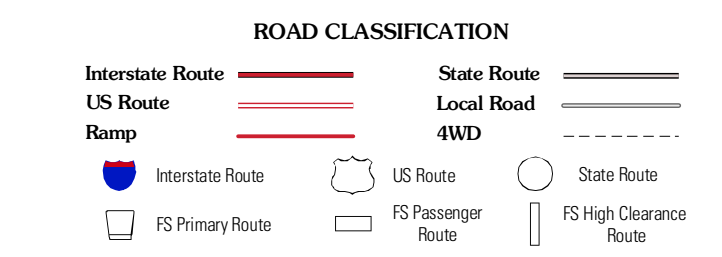 ROAD CLASSIFICATION
Interstate Route
State Route
US Route
Local Road
Ramp
4WD
Interstate Route
US Route
State Route
FS Primary Route
FS Passenger
Route
FS High Clearance
Route